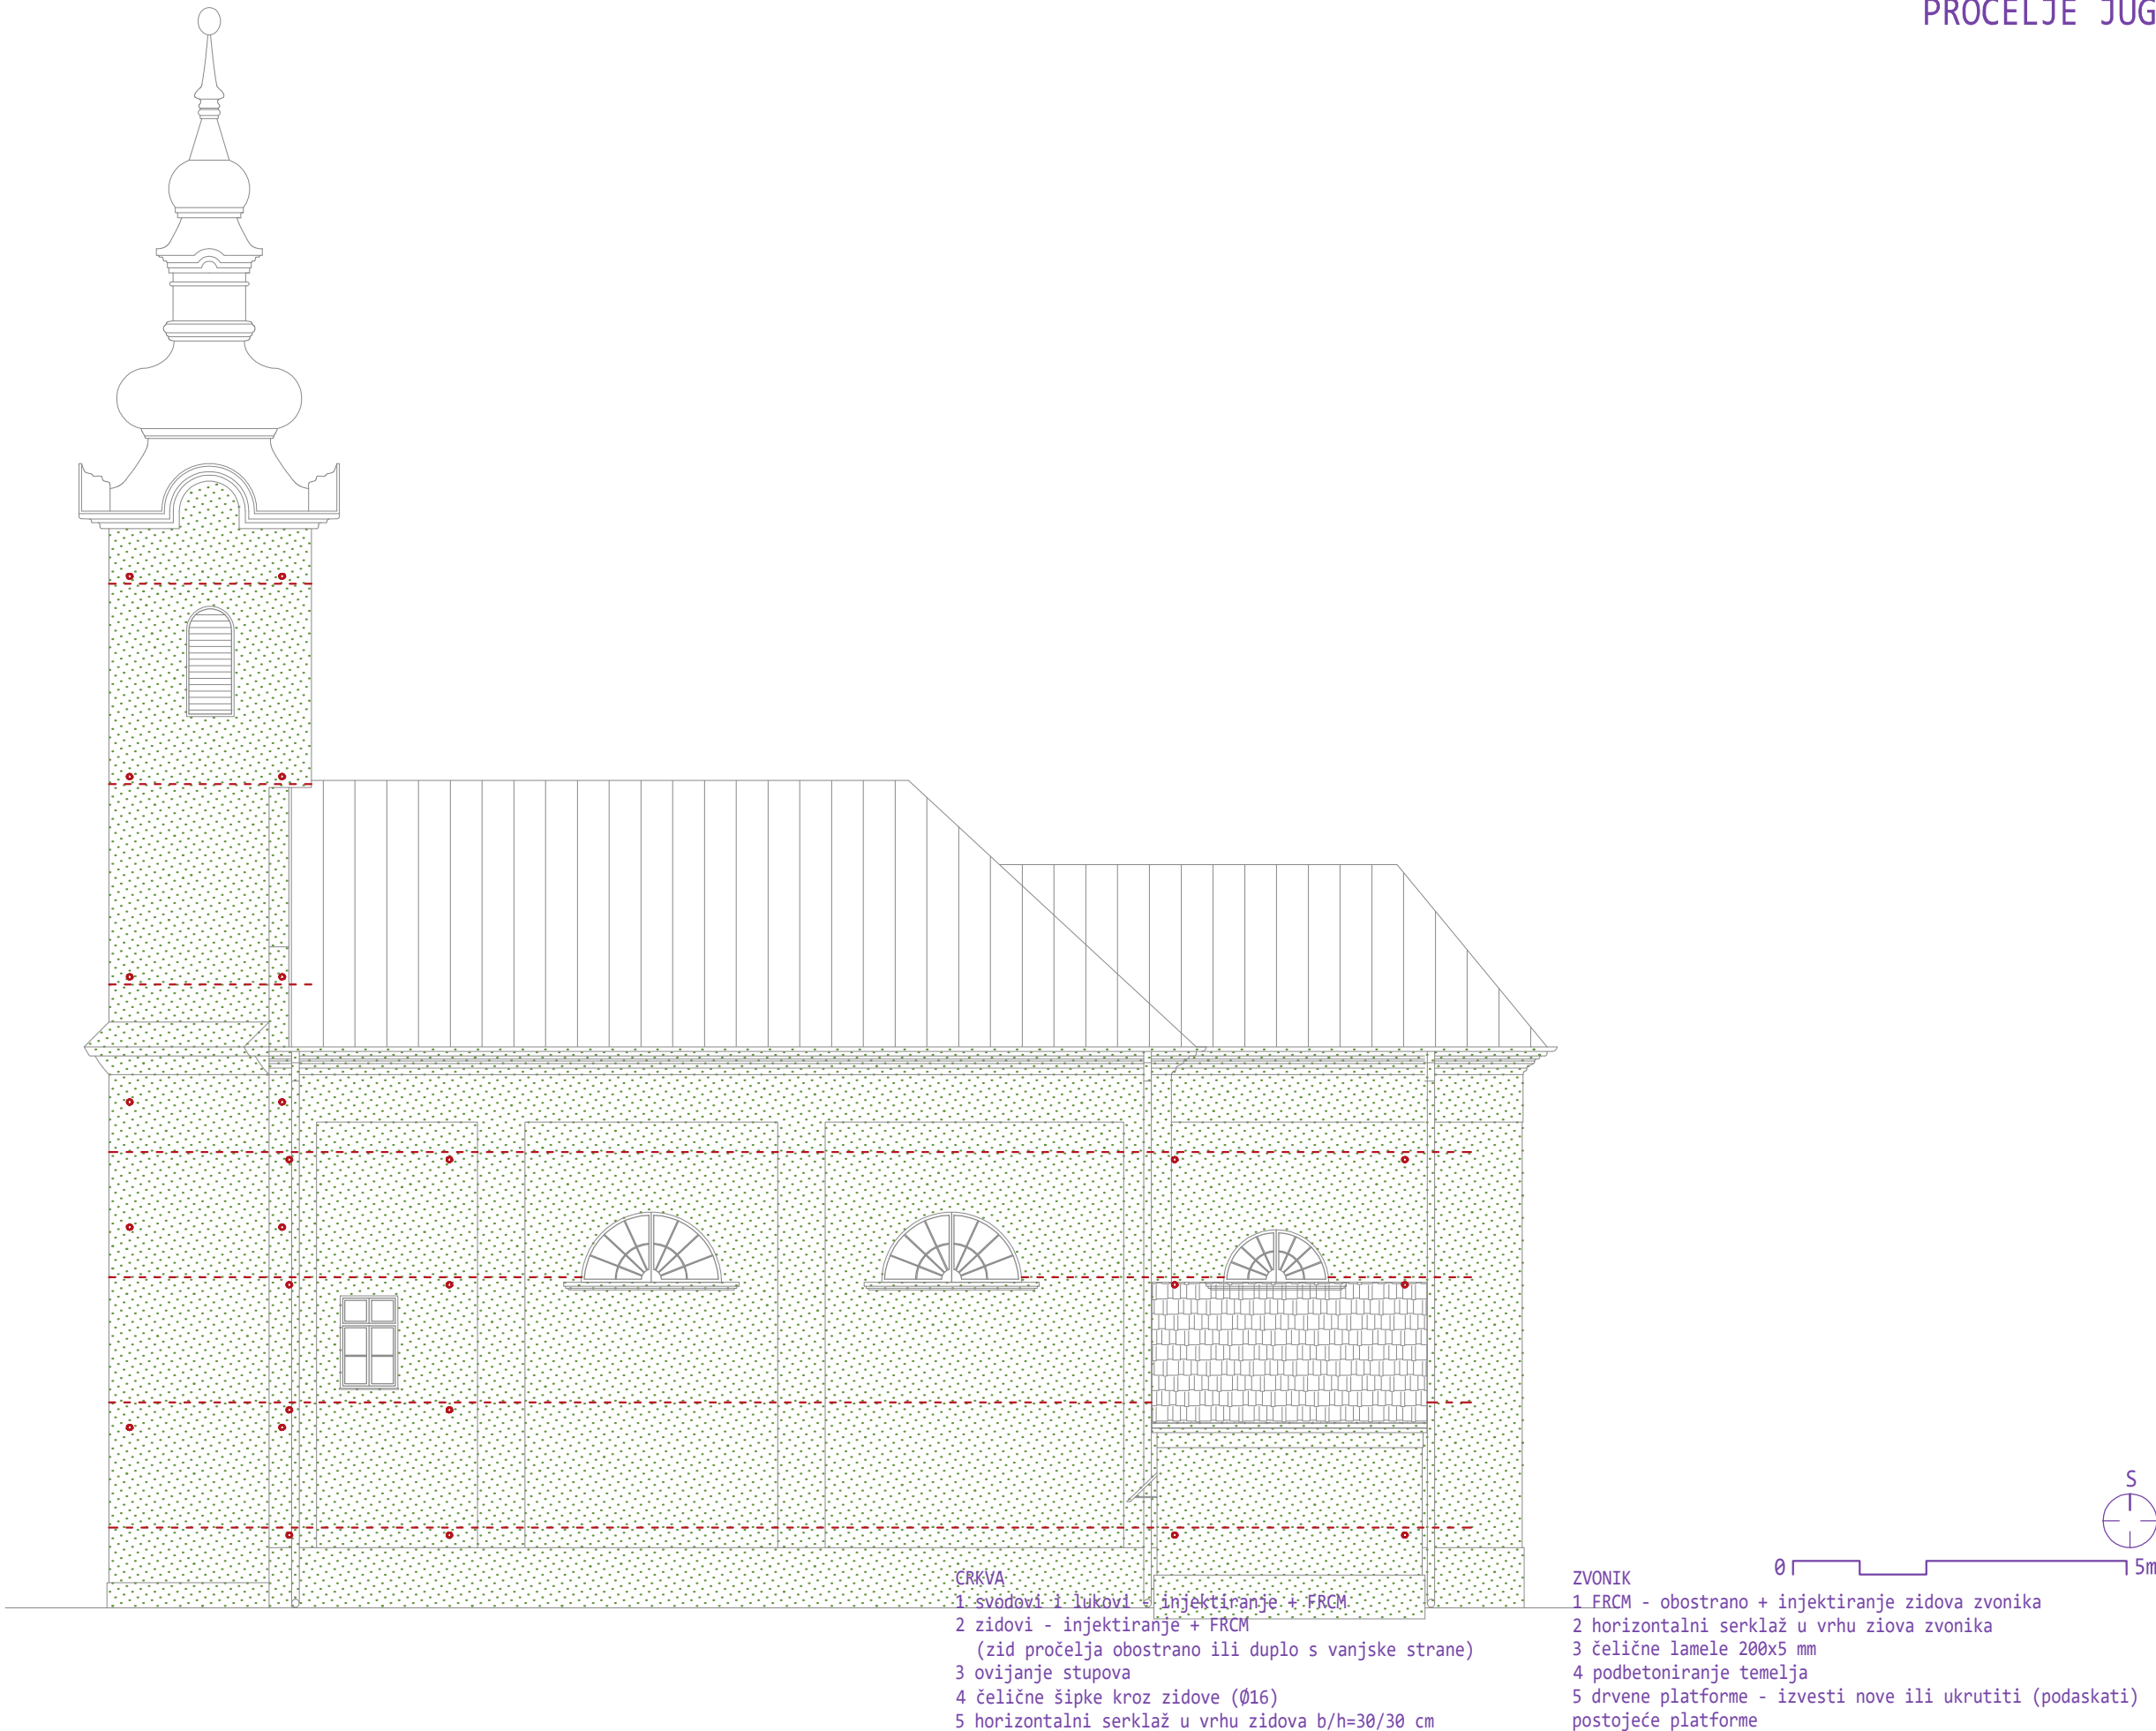 PROČELJE JUG
S
0 5m
CRKVA
1 svodovi i lukovi - injektiranje + FRCM
2 zidovi - injektiranje + FRCM
(zid pročelja obostrano ili duplo s vanjske strane)
3 ovijanje stupova
4 čelične šipke kroz zidove (Ø16)
5 horizontalni serklaž u vrhu zidova b/h=30/30 cm
ZVONIK
1 FRCM - obostrano + injektiranje zidova zvonika
2 horizontalni serklaž u vrhu ziova zvonika
3 čelične lamele 200x5 mm
4 podbetoniranje temelja
5 drvene platforme - izvesti nove ili ukrutiti (podaskati)
postojeće platforme